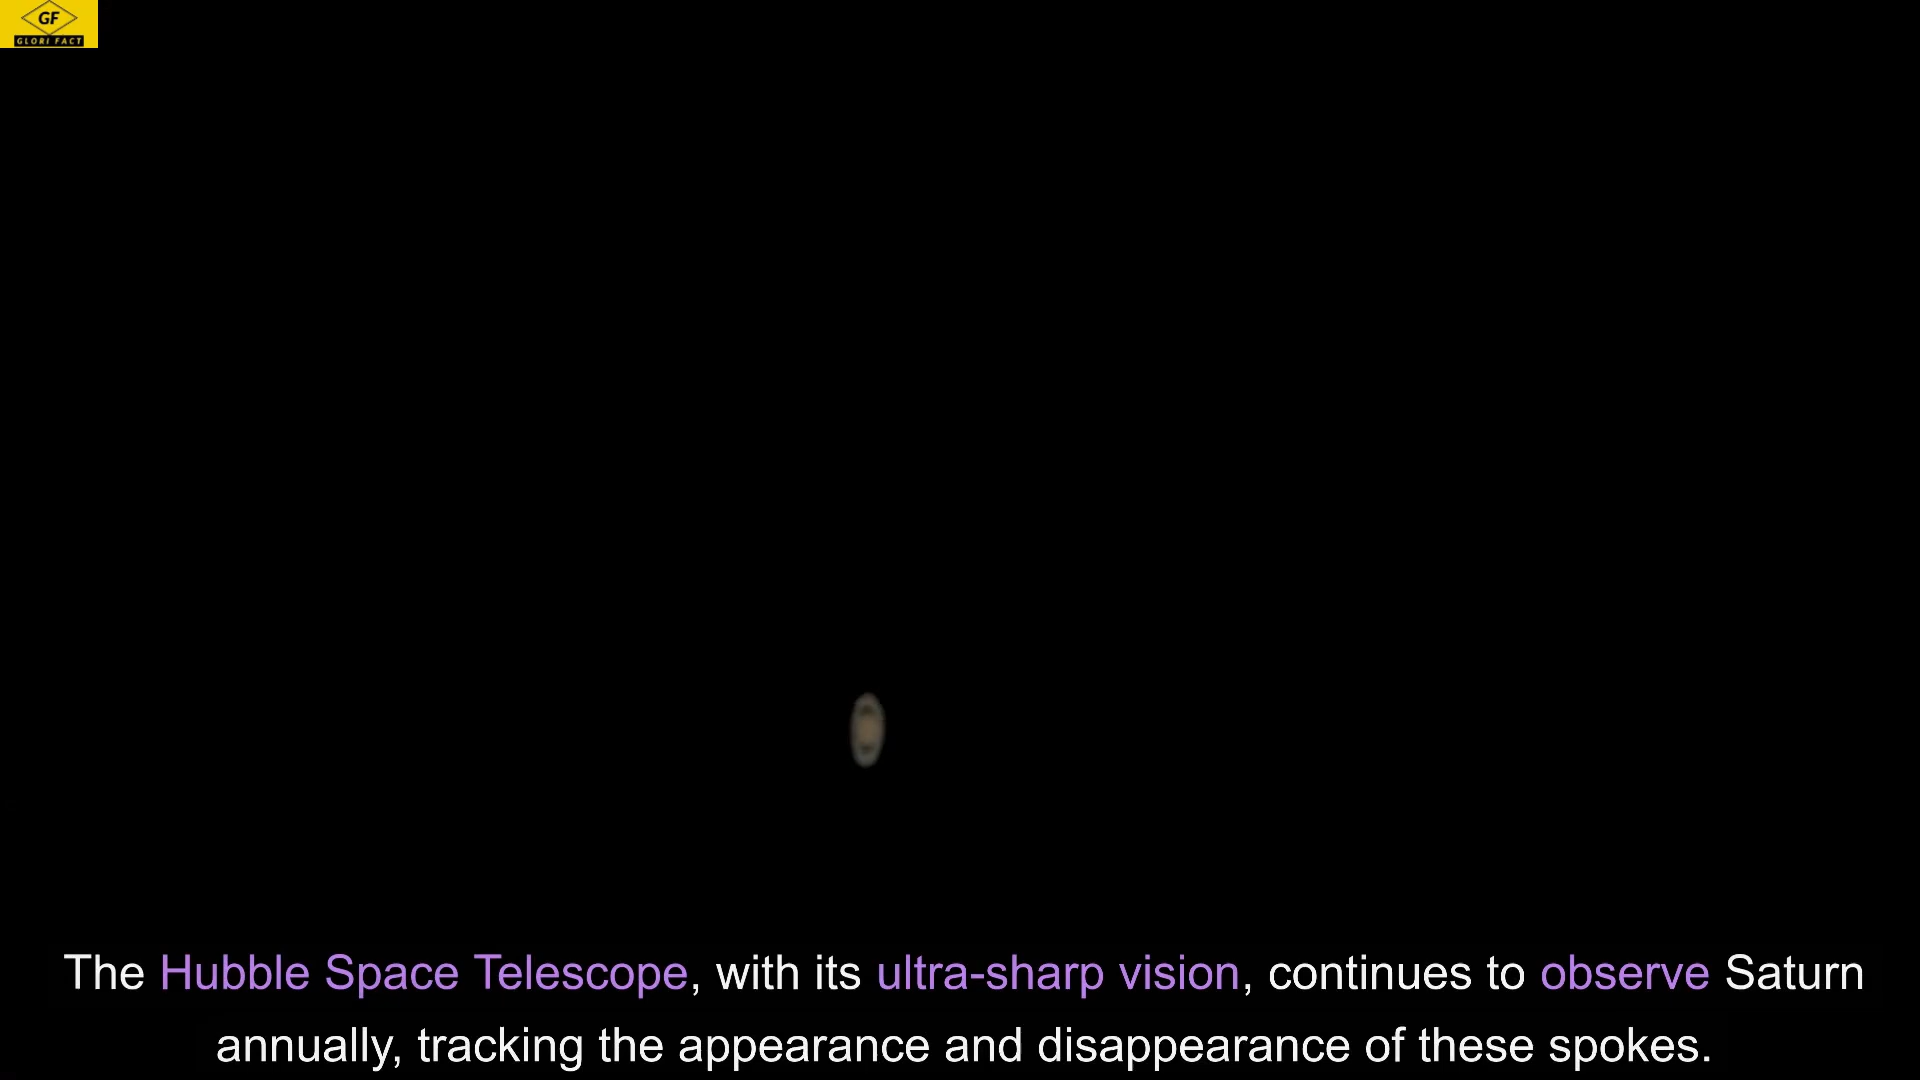 GF
GLORI FACT
The Hubble Space Telescope, with its ultra-sharp vision, continues to observe Saturn
annually, tracking the appearance and disappearance of these spokes.